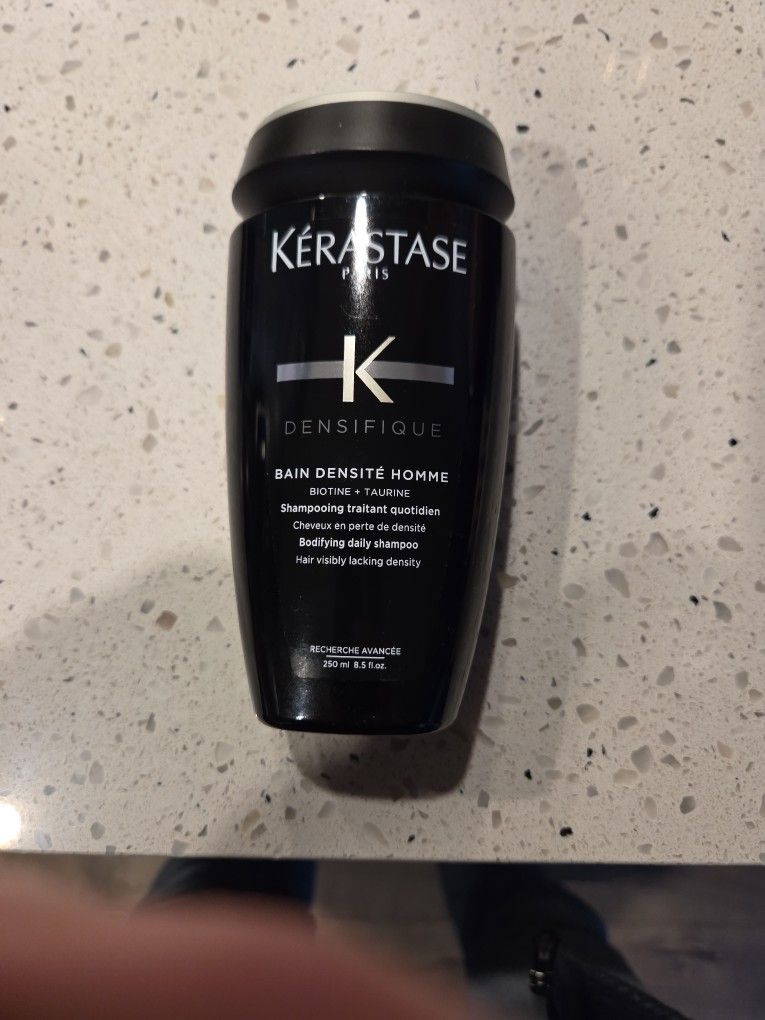 KÉRASTASE
PARIS
K
DENSIFIQUE
BAIN DENSITÉ HOMME
BIOTINE + TAURINE
Shampooing traitant quotidien
Cheveux en perte de densité
Bodifying daily shampoo
Hair visibly lacking density
RECHERCHE AVANCÉE
250 ml 8.5 fl.oz.